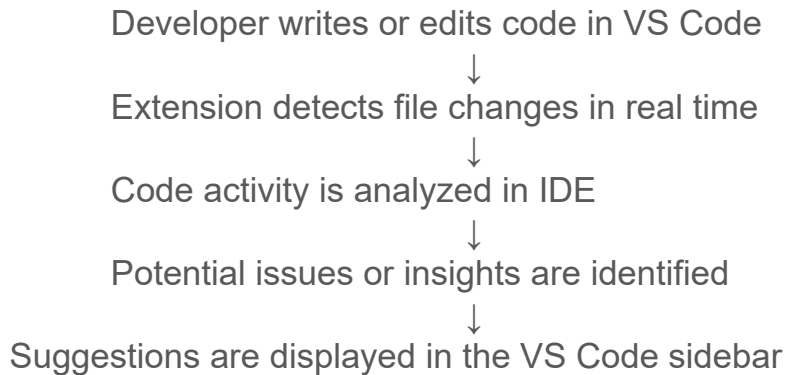 Developer writes or edits code in VS Code
↓
Extension detects file changes in real time
↓
Code activity is analyzed in IDE
↓
Potential issues or insights are identified
↓
Suggestions are displayed in the VS Code sidebar